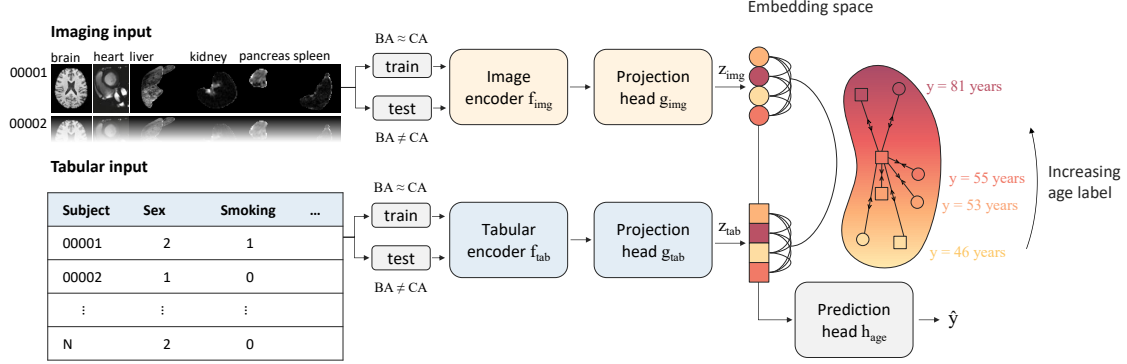 Embedding space
Imaging input
brain heart liver kidney pancreas spleen
00001
00002
BA ≈ CA
train
test
BA ≠ CA
Image
encoder f_img
Projection
head g_img
z_img
y = 81 years
y = 55 years
y = 53 years
y = 46 years
Increasing
age label
Tabular input
Subject Sex Smoking ...
00001 2 1
00002 1 0
⋮ ⋮ ⋮
N 2 0
BA ≈ CA
train
test
BA ≠ CA
Tabular
encoder f_tab
Projection
head g_tab
z_tab
Prediction
head h_age
ŷ